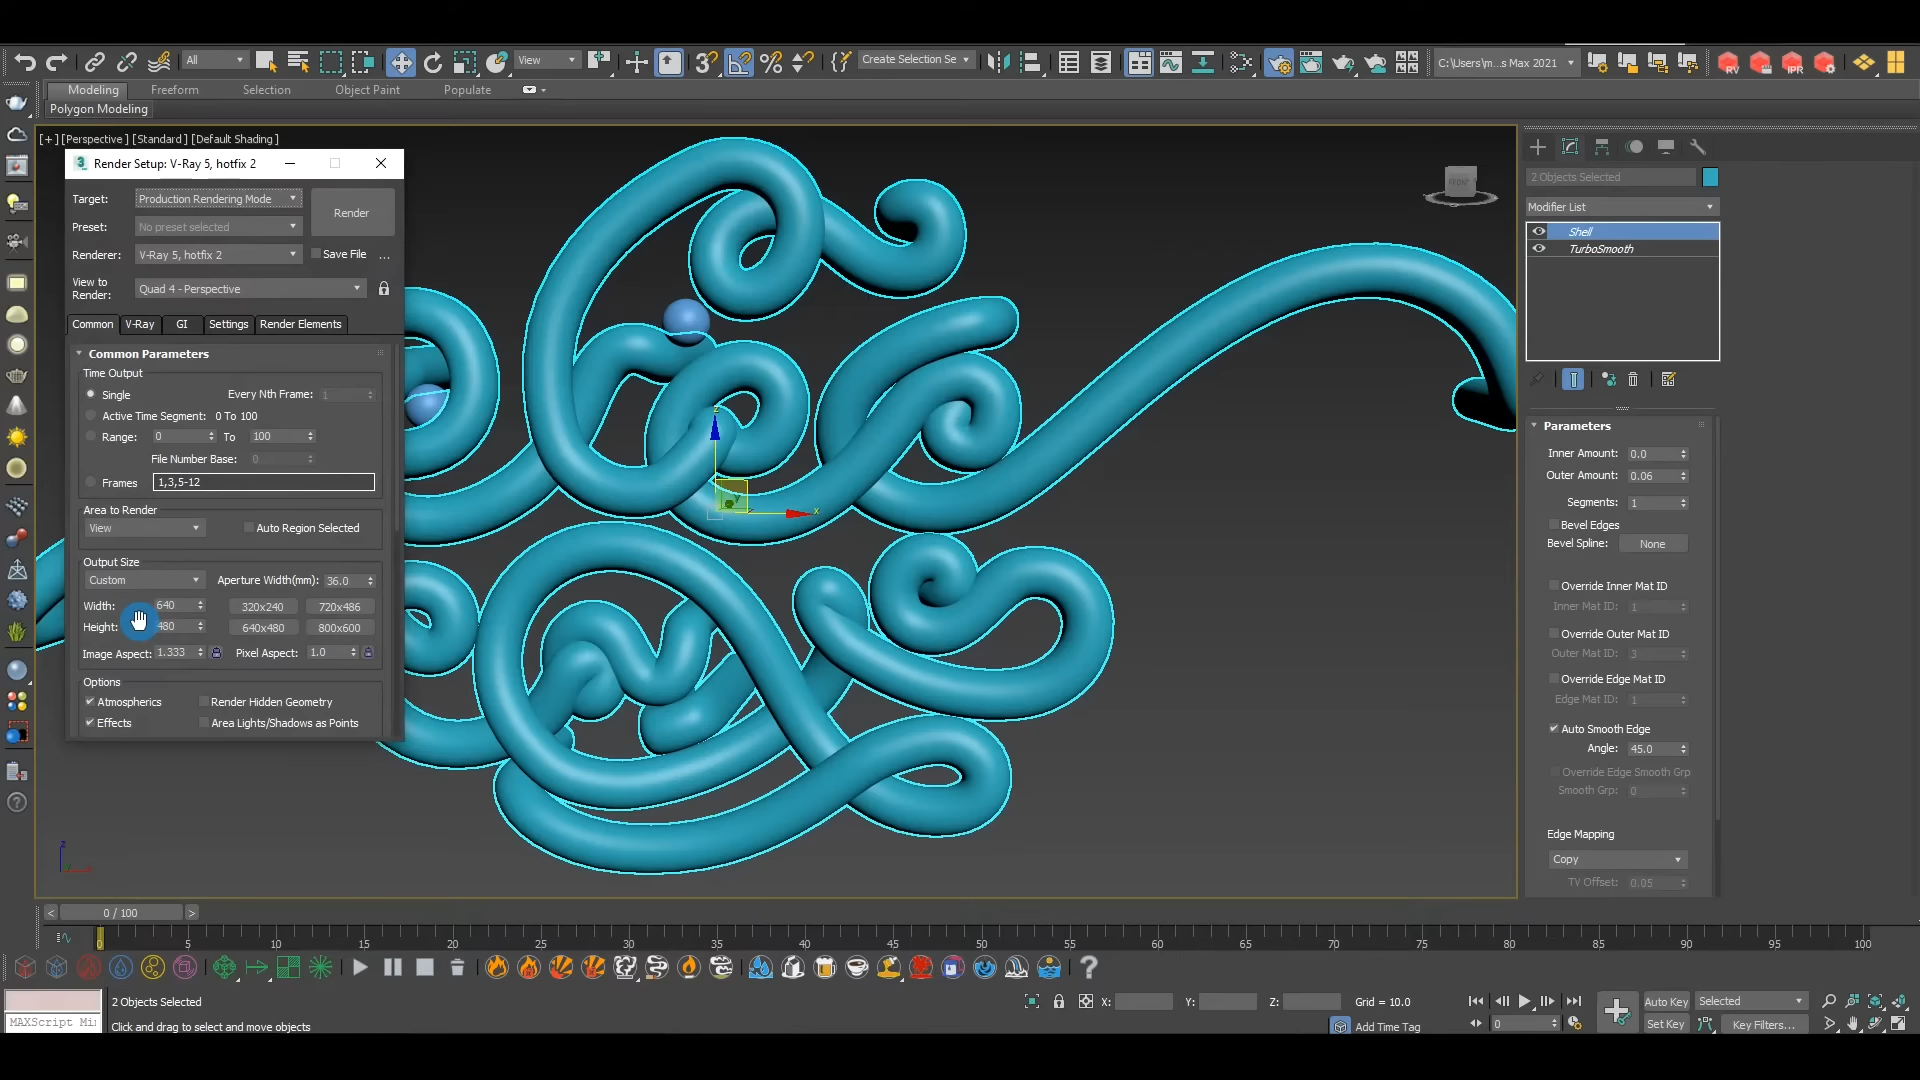 All
View
Create Selection Se
C:\Users\m...s Max 2021
RV
IPR
Modeling
Freeform
Selection
Object Paint
Populate
Polygon Modeling
[+] [Perspective] [Standard] [Default Shading]
Render Setup: V-Ray 5, hotfix 2
Target:
Production Rendering Mode
Render
Preset:
No preset selected
Renderer:
V-Ray 5, hotfix 2
Save File
...
View to
Render:
Quad 4 - Perspective
Common
V-Ray
GI
Settings
Render Elements
Common Parameters
Time Output
Single
Every Nth Frame:
1
Active Time Segment:
0 To 100
Range:
0
To
100
File Number Base:
0
Frames
1,3,5-12
Area to Render
View
Auto Region Selected
Output Size
Custom
Aperture Width(mm):
36.0
Width:
640
320x240
720x486
Height:
480
640x480
800x600
Image Aspect:
1.333
Pixel Aspect:
1.0
Options
Atmospherics
Render Hidden Geometry
Effects
Area Lights/Shadows as Points
z
x
y
FRONT
2 Objects Selected
Modifier List
Shell
TurboSmooth
Parameters
Inner Amount:
0.0
Outer Amount:
0.06
Segments:
1
Bevel Edges
Bevel Spline:
None
Override Inner Mat ID
Inner Mat ID:
1
Override Outer Mat ID
Outer Mat ID:
3
Override Edge Mat ID
Edge Mat ID:
1
Auto Smooth Edge
Angle:
45.0
Override Edge Smooth Grp
Smooth Grp:
0
Edge Mapping
Copy
TV Offset:
0.05
z
< 0 / 100 >
0 5 10 15 20 25 30 35 40 45 50 55 60 65 70 75 80 85 90 95 100
2 Objects Selected
X:
Y:
Z:
Grid = 10.0
Auto Key
Selected
MAXScript Mi
Click and drag to select and move objects
Add Time Tag
0
Set Key
Key Filters...